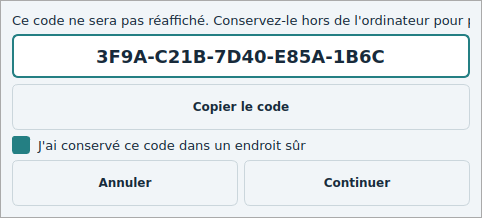 Ce code ne sera pas réaffiché. Conservez-le hors de l'ordinateur pour
3F9A-C21B-7D40-E85A-1B6C
Copier le code
J'ai conservé ce code dans un endroit sûr
Annuler
Continuer